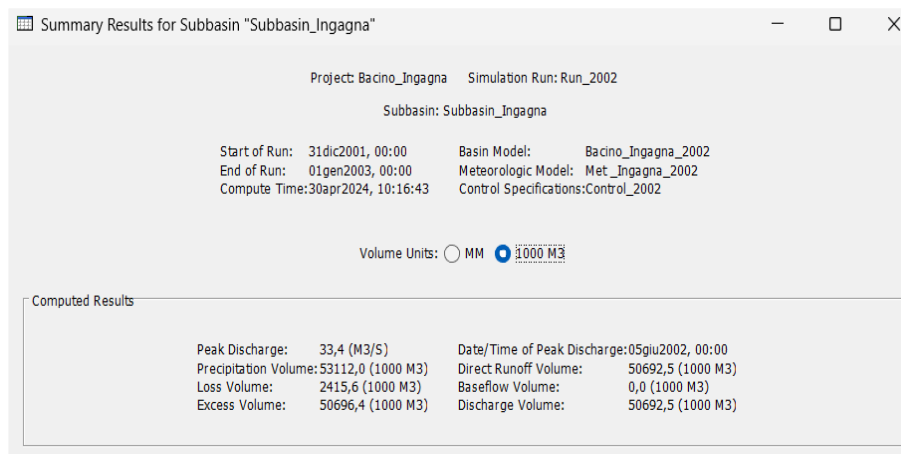 Summary Results for Subbasin "Subbasin_Ingagna"
Project: Bacino_Ingagna Simulation Run: Run_2002
Subbasin: Subbasin_Ingagna
Start of Run: 31dic2001, 00:00 Basin Model: Bacino_Ingagna_2002
End of Run: 01gen2003, 00:00 Meteorologic Model: Met_Ingagna_2002
Compute Time:30apr2024, 10:16:43 Control Specifications:Control_2002
Volume Units: MM 1000 M3
Computed Results
Peak Discharge: 33,4 (M3/S) Date/Time of Peak Discharge:05giu2002, 00:00
Precipitation Volume:53112,0 (1000 M3) Direct Runoff Volume: 50692,5 (1000 M3)
Loss Volume: 2415,6 (1000 M3) Baseflow Volume: 0,0 (1000 M3)
Excess Volume: 50696,4 (1000 M3) Discharge Volume: 50692,5 (1000 M3)